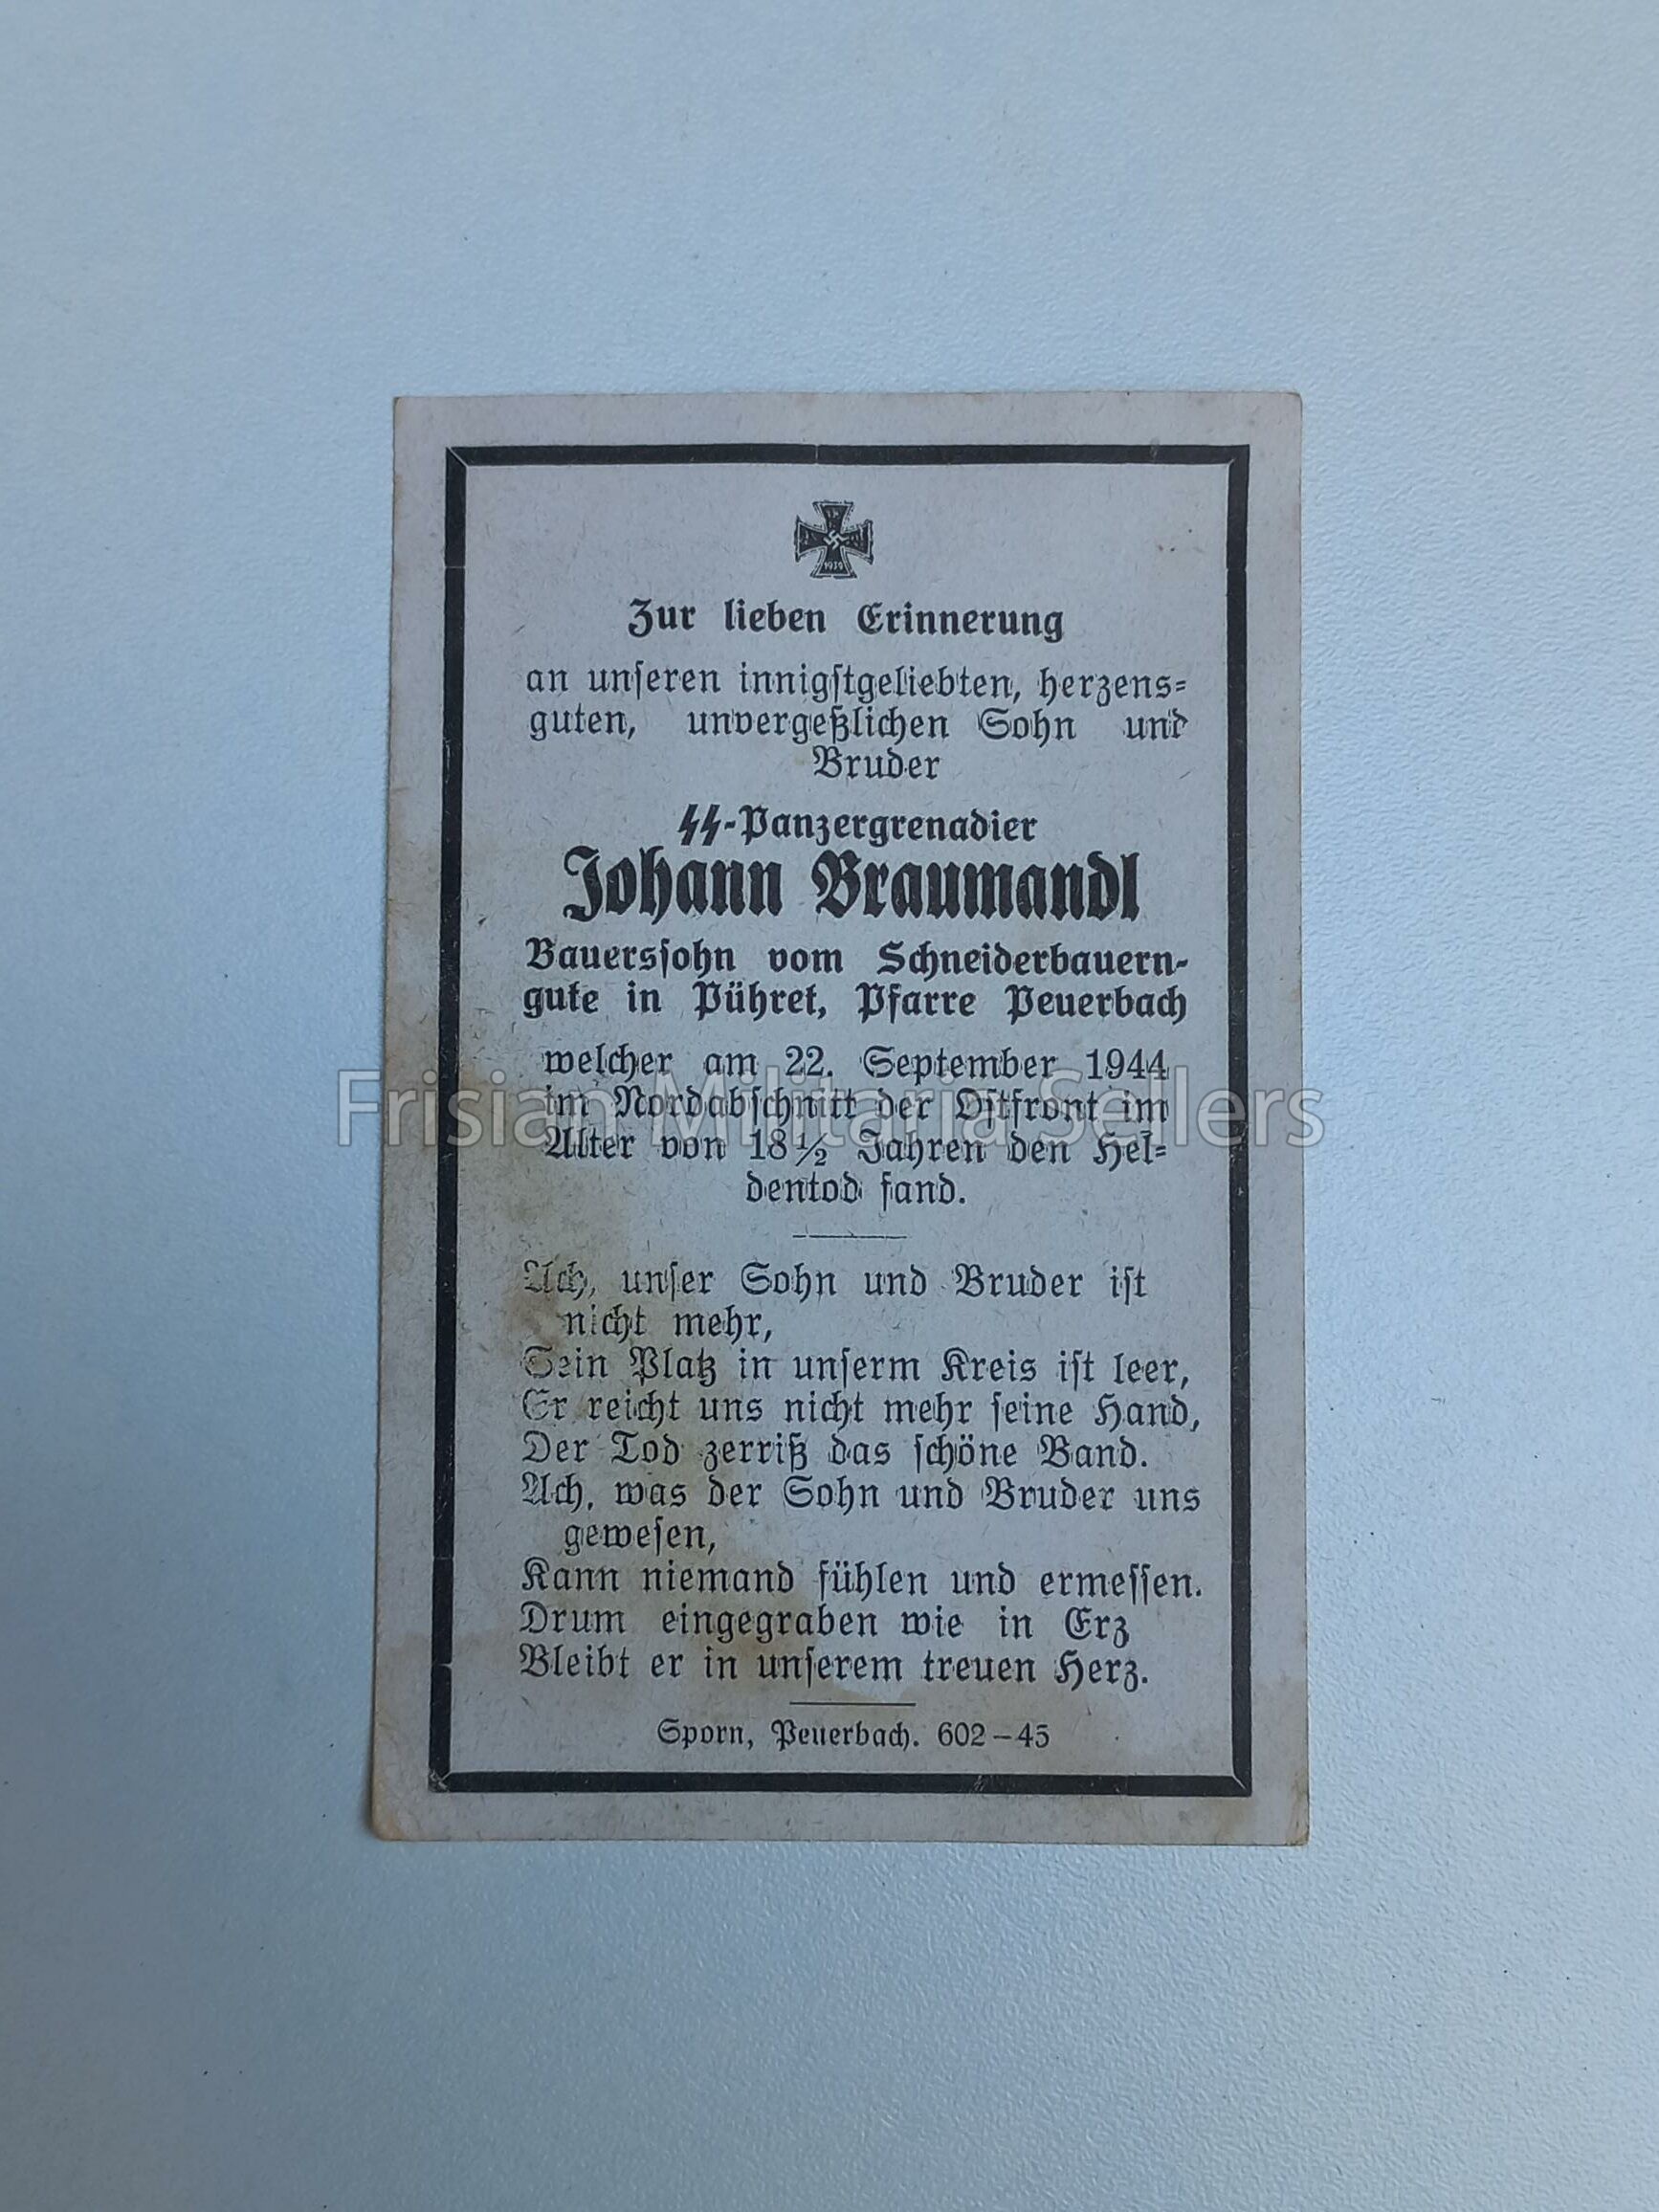 1939
Zur lieben Erinnerung
an unseren innigstgeliebten, herzens=
guten, unvergeßlichen Sohn und
Bruder
SS-Panzergrenadier
Johann Braumandl
Bauerssohn vom Schneiderbauern-
gute in Pühret, Pfarre Peuerbach
welcher am 22. September 1944
im Nordabschnitt der Ostfront im
Alter von 18½ Jahren den Hel=
dentod fand.
Frisian Militaria Sellers
Ach, unser Sohn und Bruder ist
nicht mehr,
Sein Platz in unserm Kreis ist leer,
Er reicht uns nicht mehr seine Hand,
Der Tod zerriß das schöne Band.
Ach, was der Sohn und Bruder uns
gewesen,
Kann niemand fühlen und ermessen.
Drum eingegraben wie in Erz
Bleibt er in unserem treuen Herz.
Sporn, Peuerbach. 602–45